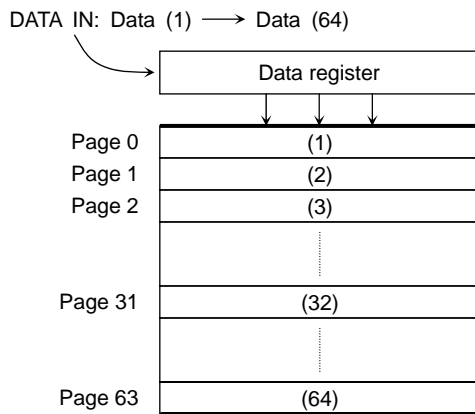 DATA IN: Data (1) ⟶ Data (64)
Data register
Page 0 (1)
Page 1 (2)
Page 2 (3)
Page 31 (32)
Page 63 (64)